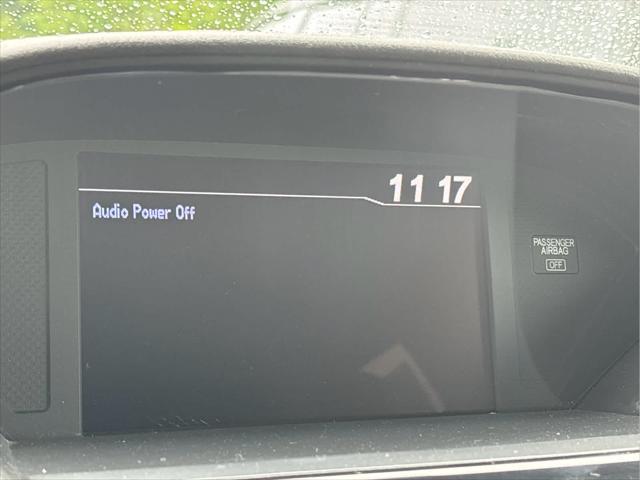 11 17
Audio Power Off
PASSENGER
AIRBAG
OFF